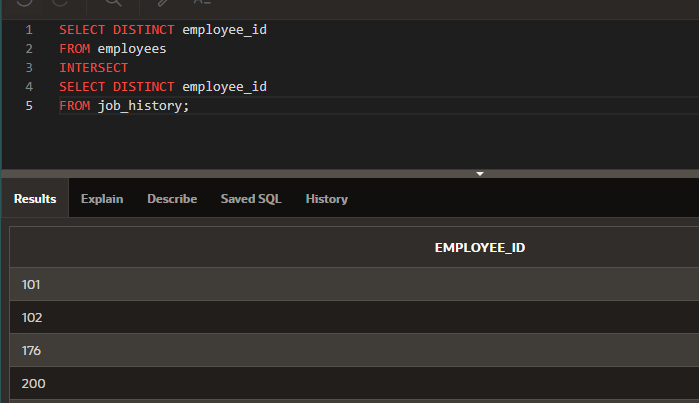 1 SELECT DISTINCT employee_id
2 FROM employees
3 INTERSECT
4 SELECT DISTINCT employee_id
5 FROM job_history;
Results Explain Describe Saved SQL History
EMPLOYEE_ID
101
102
176
200